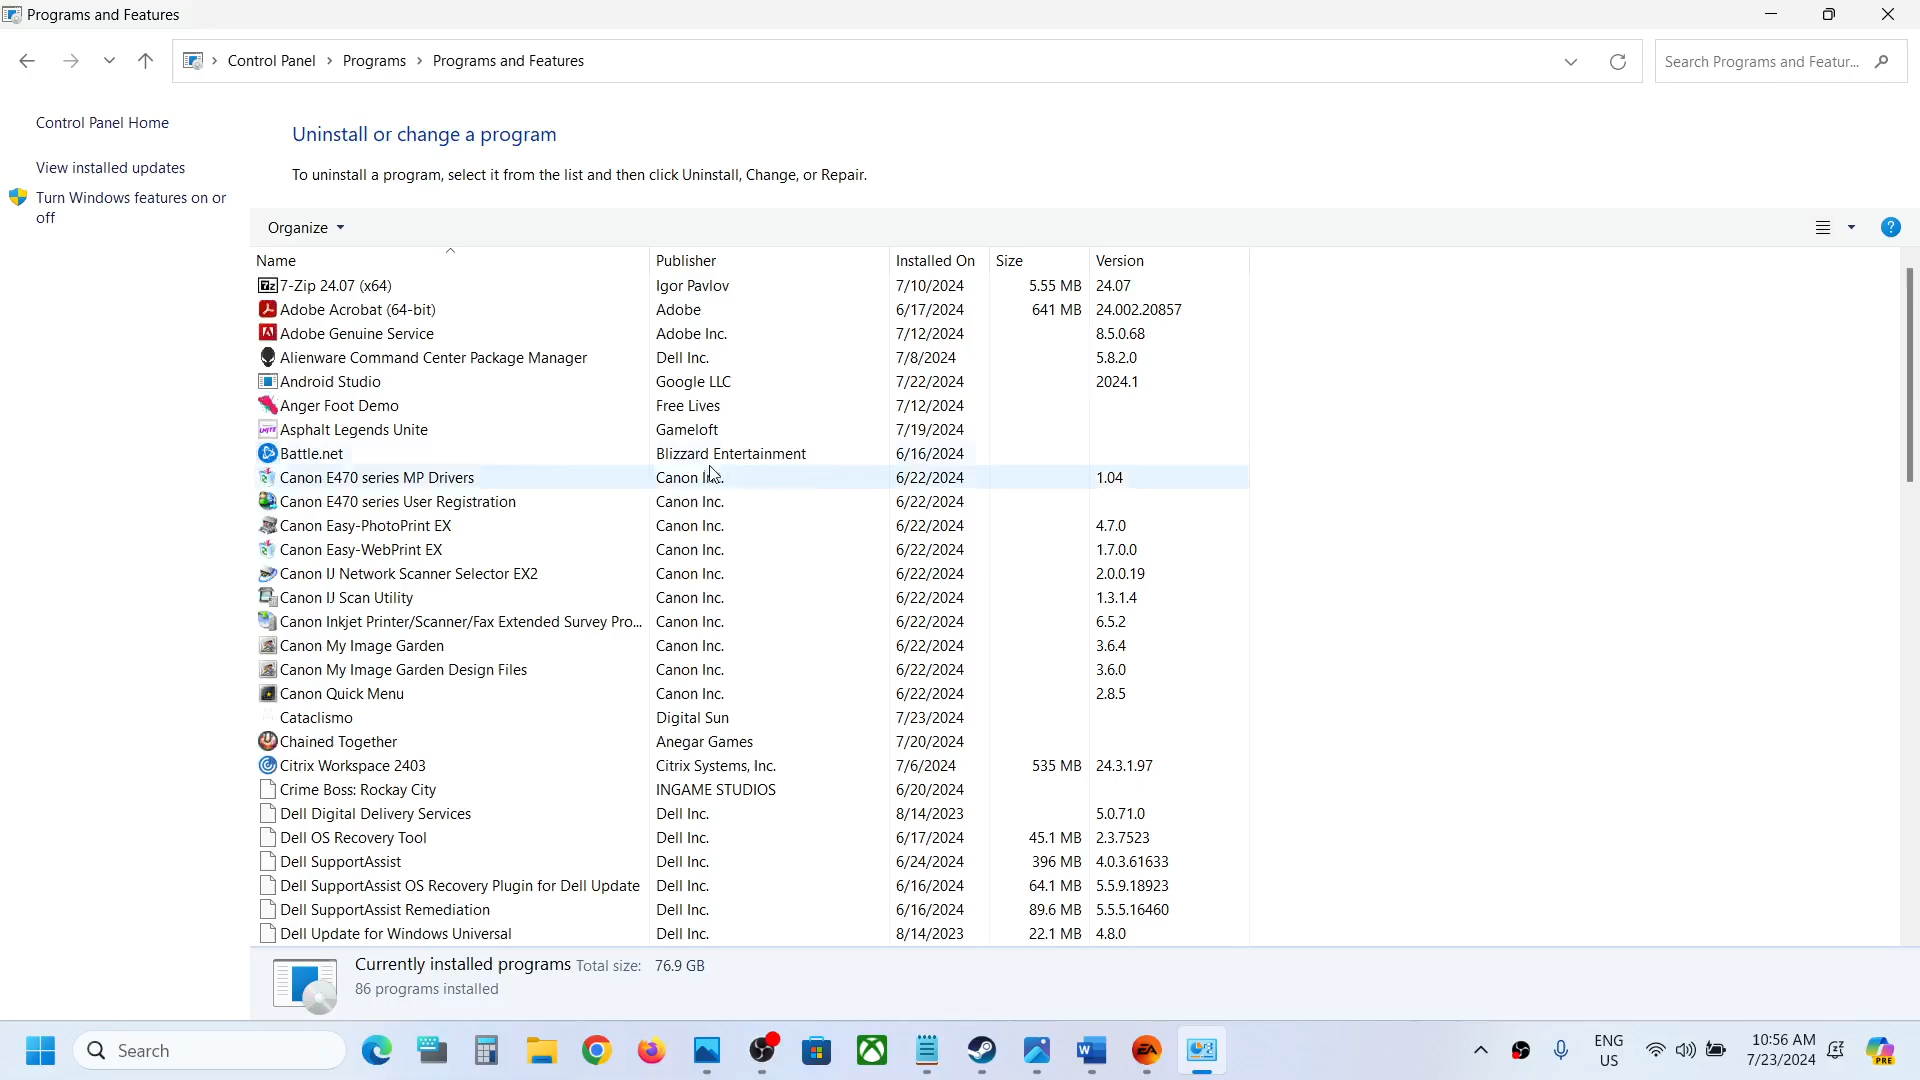 Programs and Features
Control Panel > Programs > Programs and Features
Search Programs and Featur...
Control Panel Home
View installed updates
Turn Windows features on or
off
Uninstall or change a program
To uninstall a program, select it from the list and then click Uninstall, Change, or Repair.
Organize
Name Publisher Installed On Size Version
7-Zip 24.07 (x64) Igor Pavlov 7/10/2024 5.55 MB 24.07
Adobe Acrobat (64-bit) Adobe 6/17/2024 641 MB 24.002.20857
Adobe Genuine Service Adobe Inc. 7/12/2024 8.5.0.68
Alienware Command Center Package Manager Dell Inc. 7/8/2024 5.8.2.0
Android Studio Google LLC 7/22/2024 2024.1
Anger Foot Demo Free Lives 7/12/2024
Asphalt Legends Unite Gameloft 7/19/2024
Battle.net Blizzard Entertainment 6/16/2024
Canon E470 series MP Drivers Canon Inc. 6/22/2024 1.04
Canon E470 series User Registration Canon Inc. 6/22/2024
Canon Easy-PhotoPrint EX Canon Inc. 6/22/2024 4.7.0
Canon Easy-WebPrint EX Canon Inc. 6/22/2024 1.7.0.0
Canon IJ Network Scanner Selector EX2 Canon Inc. 6/22/2024 2.0.0.19
Canon IJ Scan Utility Canon Inc. 6/22/2024 1.3.1.4
Canon Inkjet Printer/Scanner/Fax Extended Survey Pro... Canon Inc. 6/22/2024 6.5.2
Canon My Image Garden Canon Inc. 6/22/2024 3.6.4
Canon My Image Garden Design Files Canon Inc. 6/22/2024 3.6.0
Canon Quick Menu Canon Inc. 6/22/2024 2.8.5
Cataclismo Digital Sun 7/23/2024
Chained Together Anegar Games 7/20/2024
Citrix Workspace 2403 Citrix Systems, Inc. 7/6/2024 535 MB 24.3.1.97
Crime Boss: Rockay City INGAME STUDIOS 6/20/2024
Dell Digital Delivery Services Dell Inc. 8/14/2023 5.0.71.0
Dell OS Recovery Tool Dell Inc. 6/17/2024 45.1 MB 2.3.7523
Dell SupportAssist Dell Inc. 6/24/2024 396 MB 4.0.3.61633
Dell SupportAssist OS Recovery Plugin for Dell Update Dell Inc. 6/16/2024 64.1 MB 5.5.9.18923
Dell SupportAssist Remediation Dell Inc. 6/16/2024 89.6 MB 5.5.5.16460
Dell Update for Windows Universal Dell Inc. 8/14/2023 22.1 MB 4.8.0
Currently installed programs Total size: 76.9 GB
86 programs installed
Search
ENG
US
10:56 AM
7/23/2024